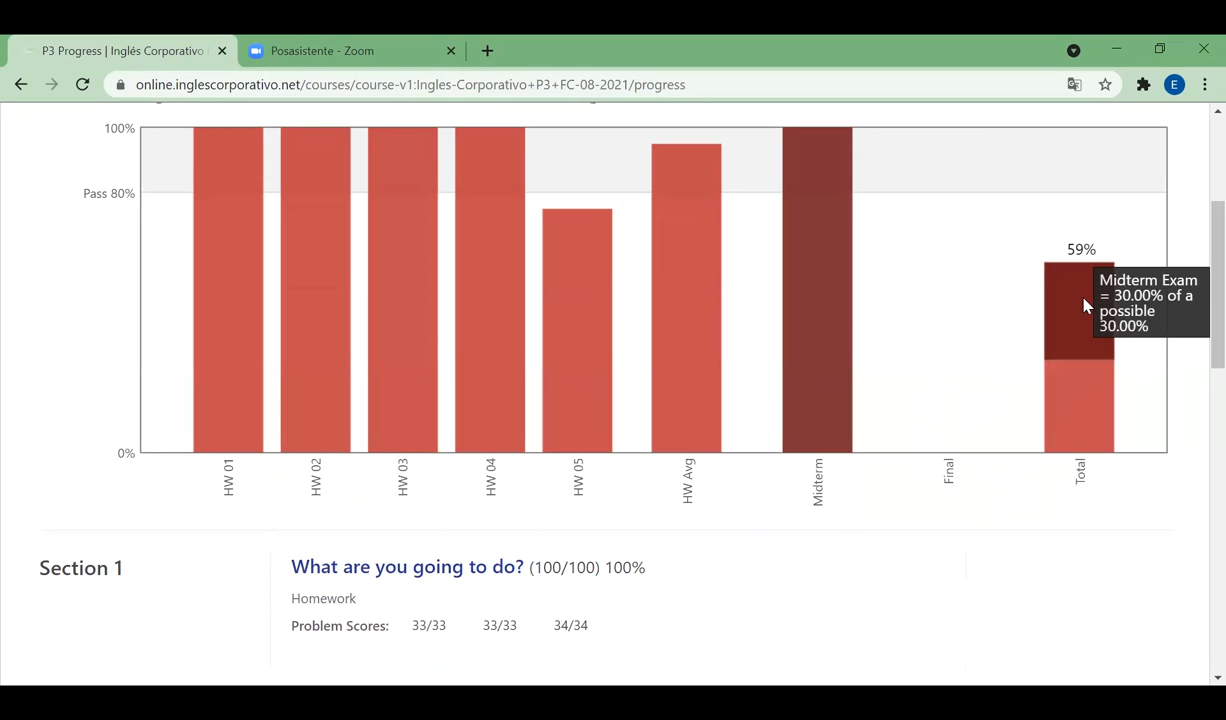 P3 Progress | Inglés Corporativo
Posasistente - Zoom
online.inglescorporativo.net/courses/course-v1:Ingles-Corporativo+P3+FC-08-2021/progress
E
100%
Pass 80%
0%
59%
Midterm Exam
= 30.00% of a
possible
30.00%
HW 01
HW 02
HW 03
HW 04
HW 05
HW Avg
Midterm
Final
Total
Section 1
What are you going to do? (100/100) 100%
Homework
Problem Scores: 33/33 33/33 34/34